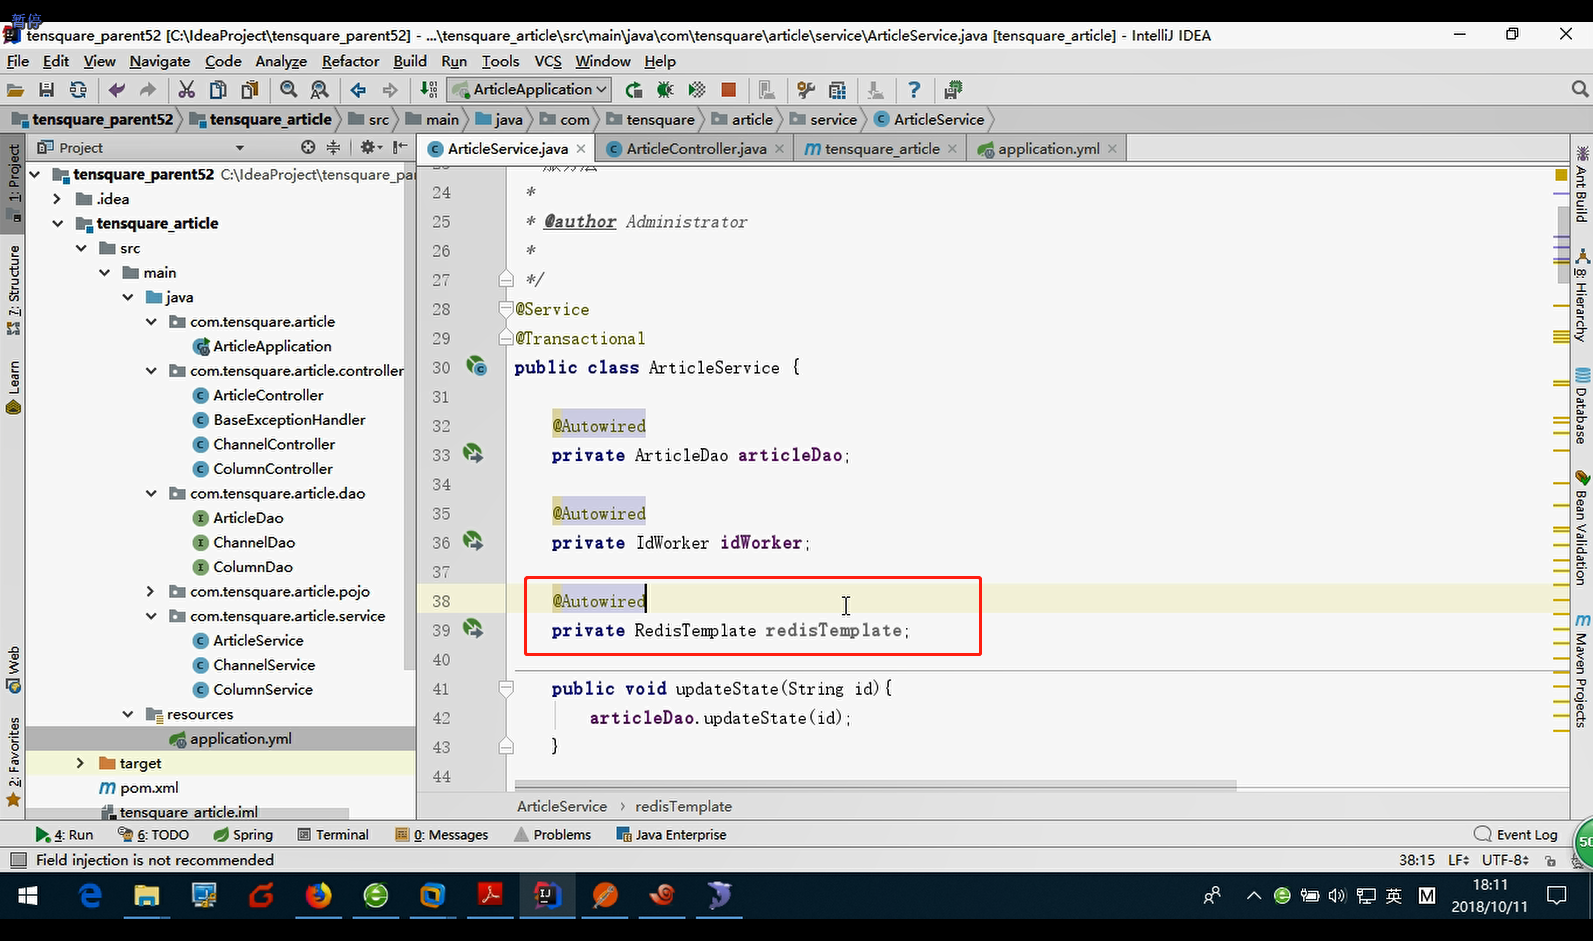 暂停
tensquare_parent52 [C:\IdeaProject\tensquare_parent52] - ...\tensquare_article\src\main\java\com\tensquare\article\service\ArticleService.java [tensquare_article] - IntelliJ IDEA
File Edit View Navigate Code Analyze Refactor Build Run Tools VCS Window Help
ArticleApplication
tensquare_parent52 tensquare_article src main java com tensquare article service ArticleService
Project
ArticleService.java ArticleController.java tensquare_article application.yml
tensquare_parent52 C:\IdeaProject\tensquare_pa
.idea
tensquare_article
src
main
java
com.tensquare.article
ArticleApplication
com.tensquare.article.controller
ArticleController
BaseExceptionHandler
ChannelController
ColumnController
com.tensquare.article.dao
ArticleDao
ChannelDao
ColumnDao
com.tensquare.article.pojo
com.tensquare.article.service
ArticleService
ChannelService
ColumnService
resources
application.yml
target
pom.xml
tensquare_article.iml
1: Project
7: Structure
Learn
Web
2: Favorites
24 *
25 * @author Administrator
26 *
27 */
28 @Service
29 @Transactional
30 public class ArticleService {
31
32 @Autowired
33 private ArticleDao articleDao;
34
35 @Autowired
36 private IdWorker idWorker;
37
38 @Autowired
39 private RedisTemplate redisTemplate;
40
41 public void updateState(String id){
42 articleDao.updateState(id);
43 }
44
ArticleService › redisTemplate
Ant Build
8: Hierarchy
Database
Bean Validation
Maven Projects
4: Run 6: TODO Spring Terminal 0: Messages Problems Java Enterprise Event Log
50
Field injection is not recommended 38:15 LF UTF-8
英 M 18:11
2018/10/11